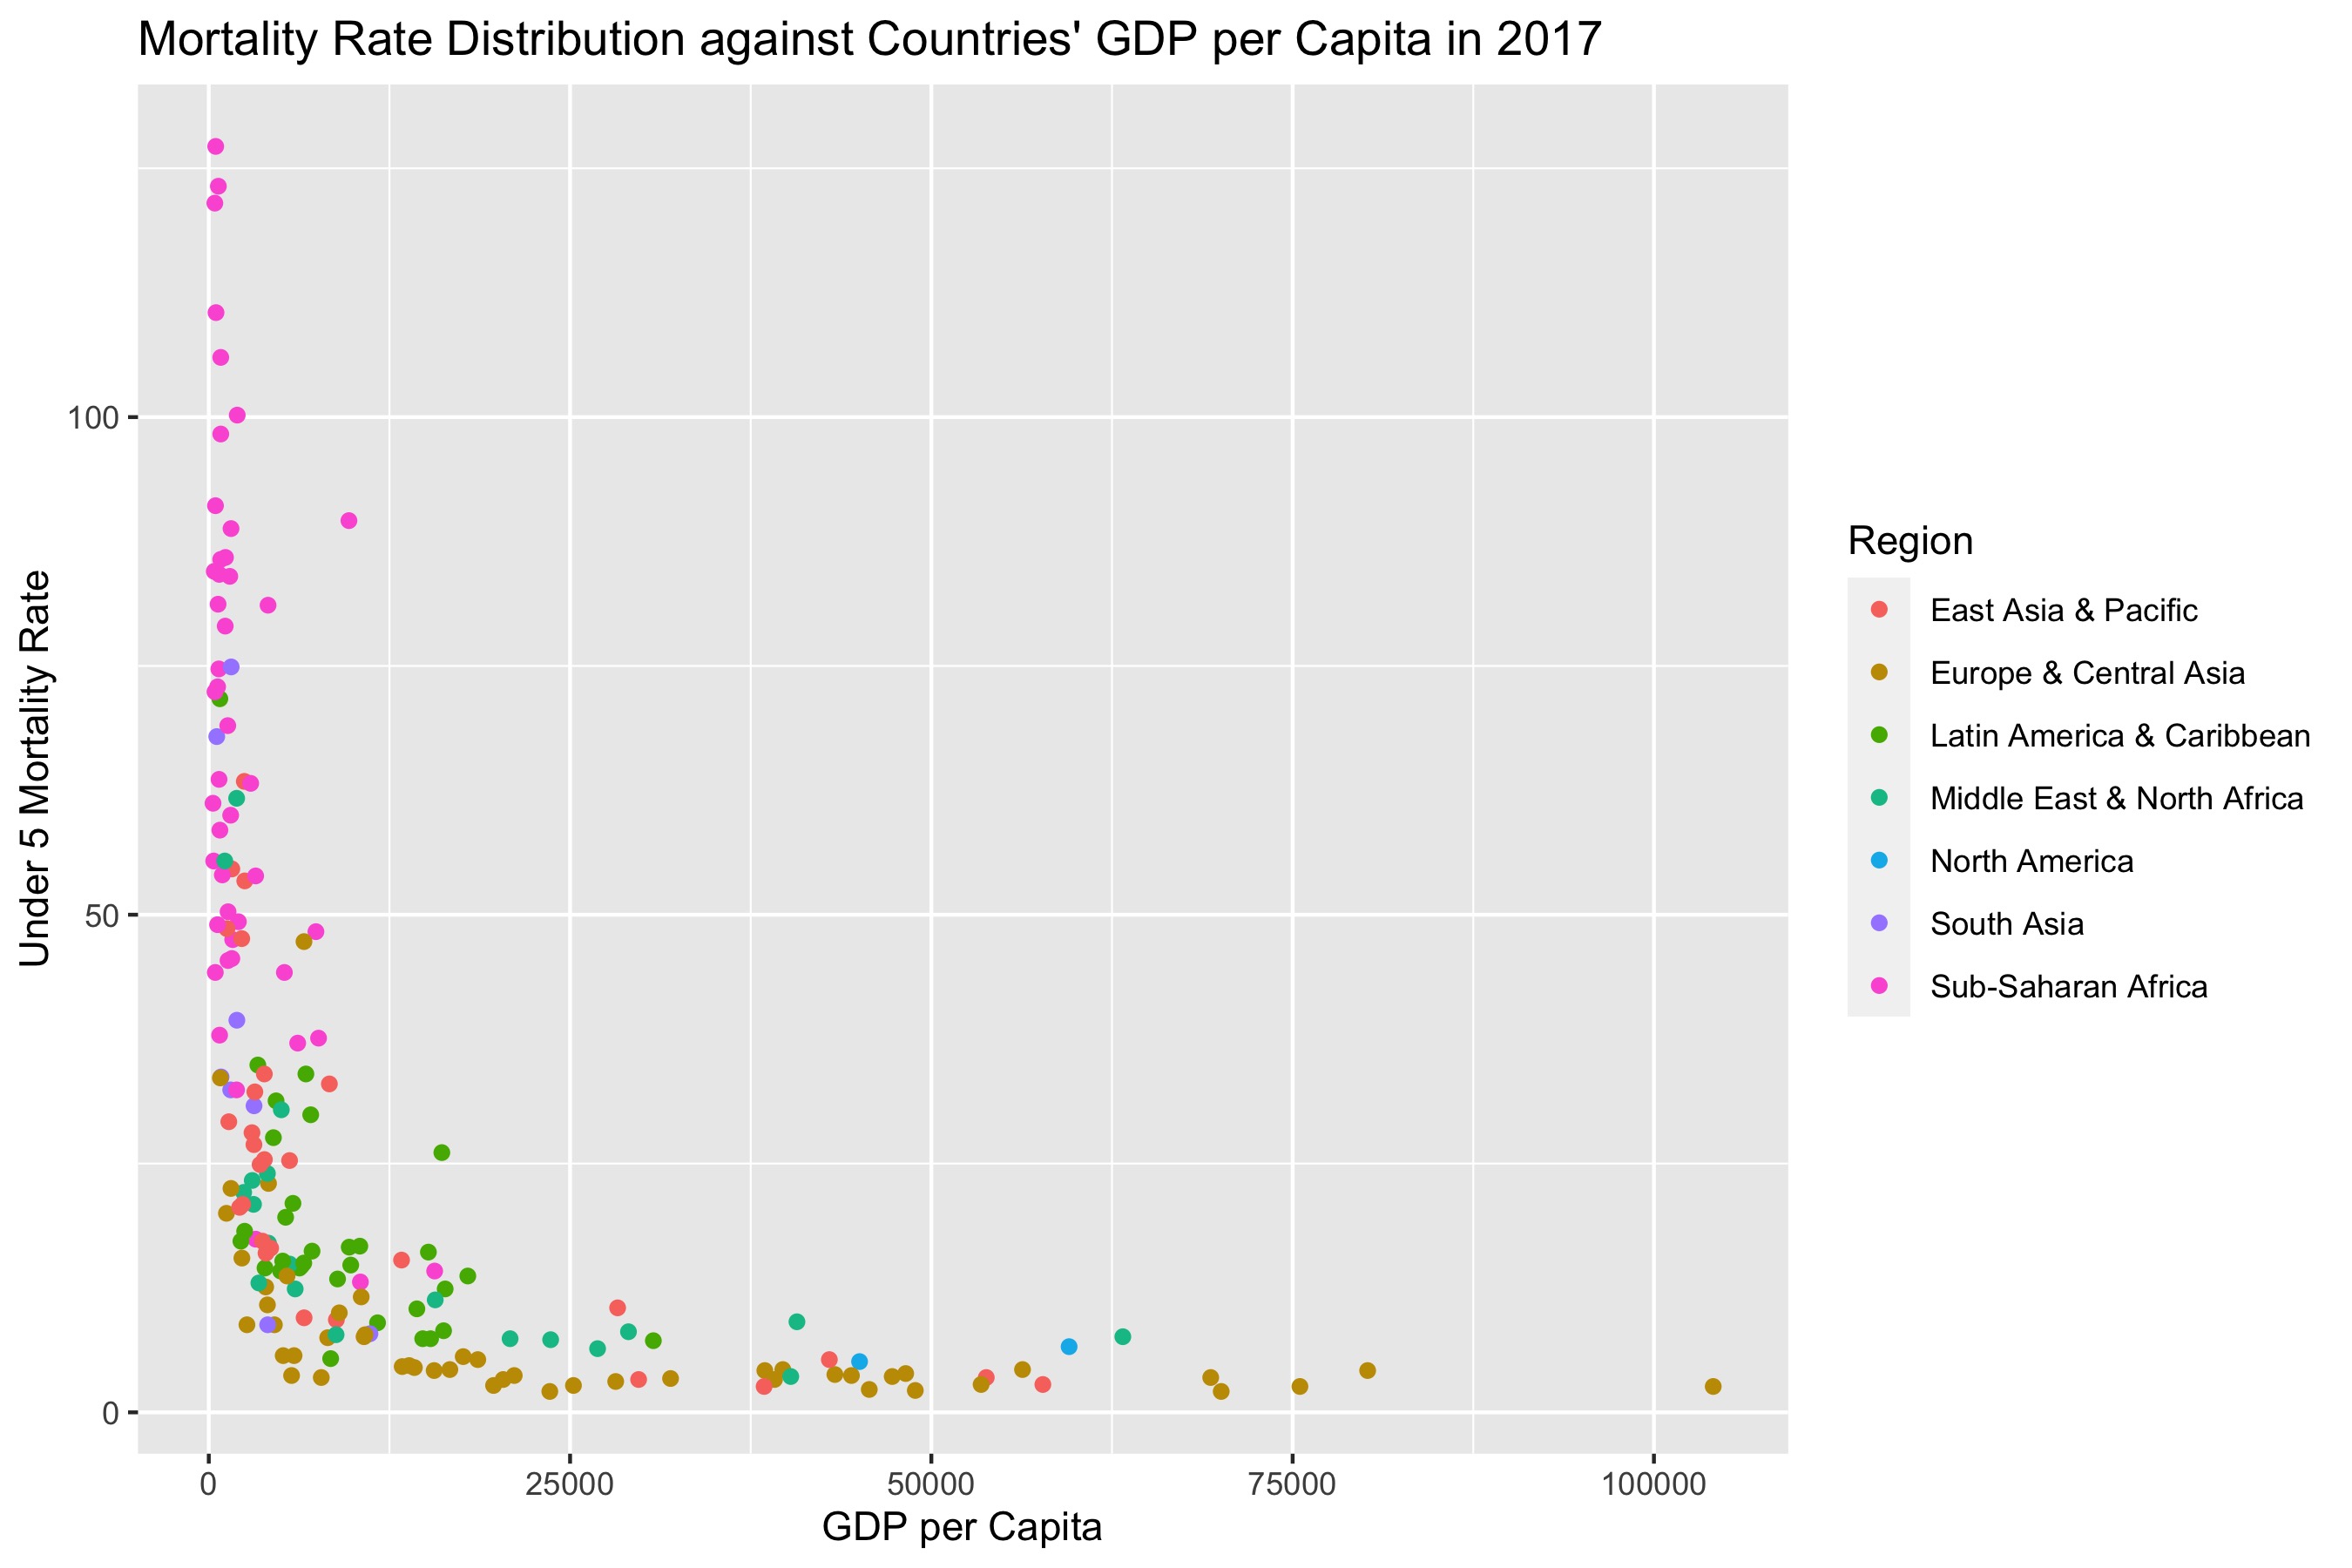 Mortality Rate Distribution against Countries' GDP per Capita in 2017
Under 5 Mortality Rate
100
50
0
0
25000
50000
75000
100000
GDP per Capita
Region
East Asia & Pacific
Europe & Central Asia
Latin America & Caribbean
Middle East & North Africa
North America
South Asia
Sub-Saharan Africa